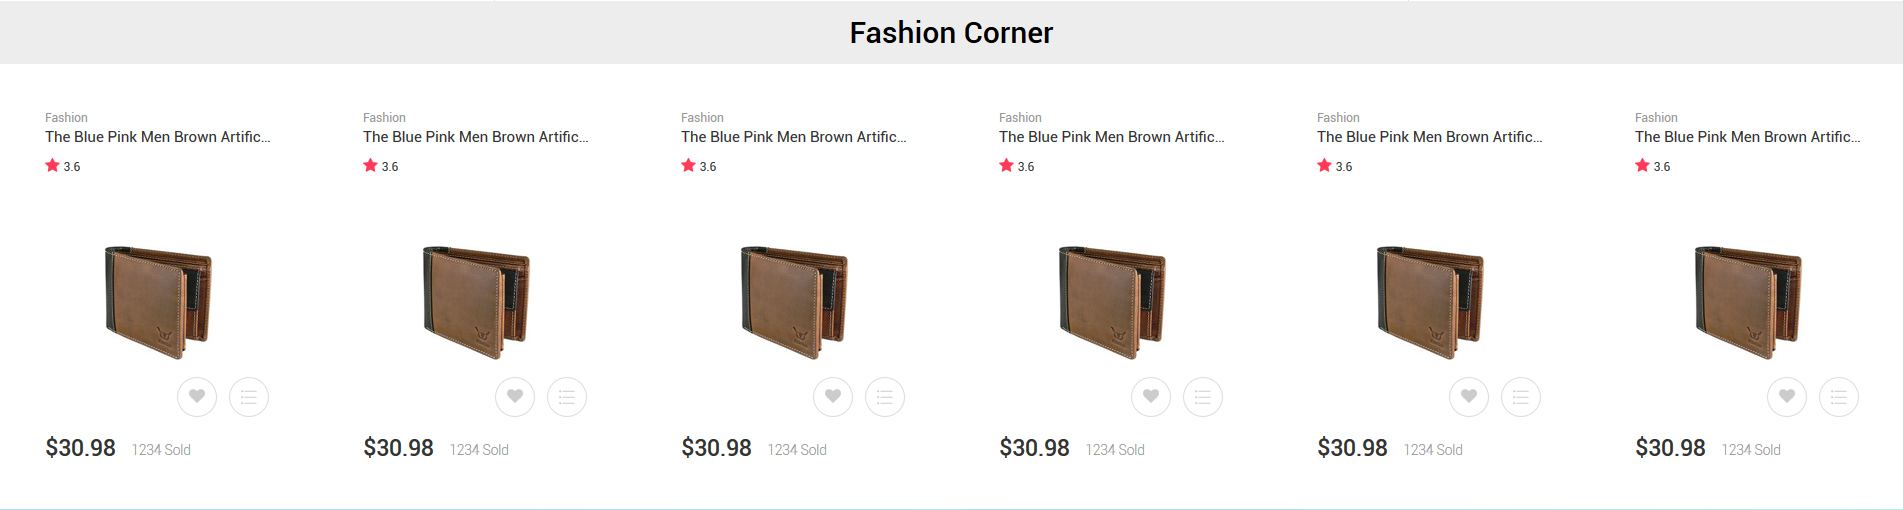 Fashion Corner
Fashion
The Blue Pink Men Brown Artific...
3.6
$30.98 1234 Sold
Fashion
The Blue Pink Men Brown Artific...
3.6
$30.98 1234 Sold
Fashion
The Blue Pink Men Brown Artific...
3.6
$30.98 1234 Sold
Fashion
The Blue Pink Men Brown Artific...
3.6
$30.98 1234 Sold
Fashion
The Blue Pink Men Brown Artific...
3.6
$30.98 1234 Sold
Fashion
The Blue Pink Men Brown Artific...
3.6
$30.98 1234 Sold